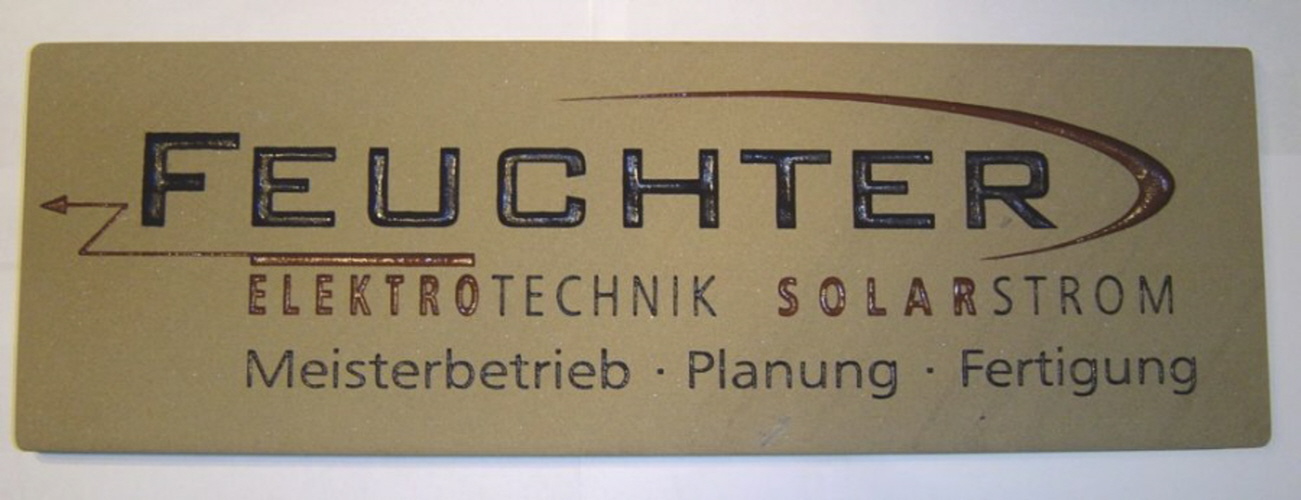 FEUCHTER
ELEKTROTECHNIK SOLARSTROM
Meisterbetrieb · Planung · Fertigung